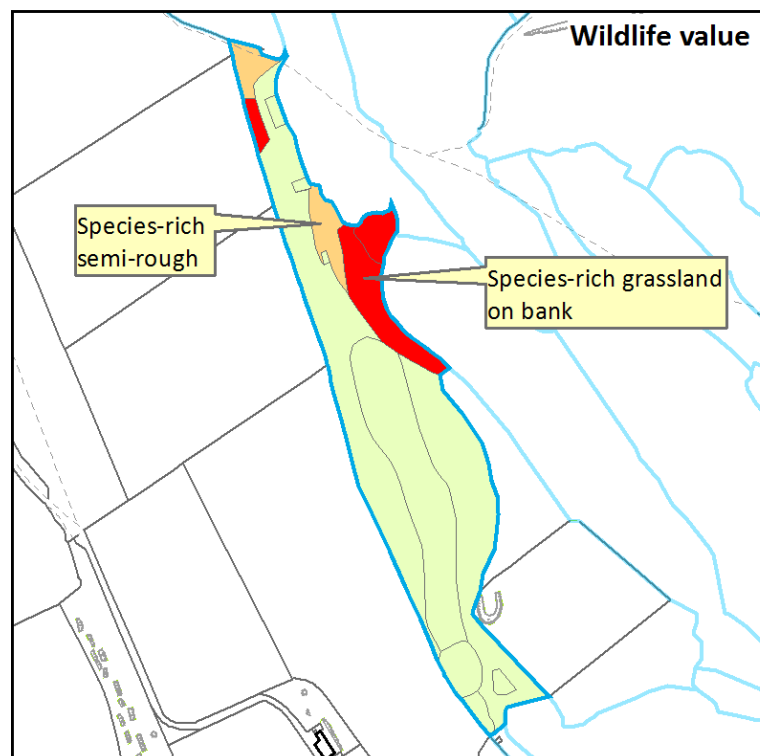 Wildlife value
Species-rich
semi-rough
Species-rich grassland
on bank